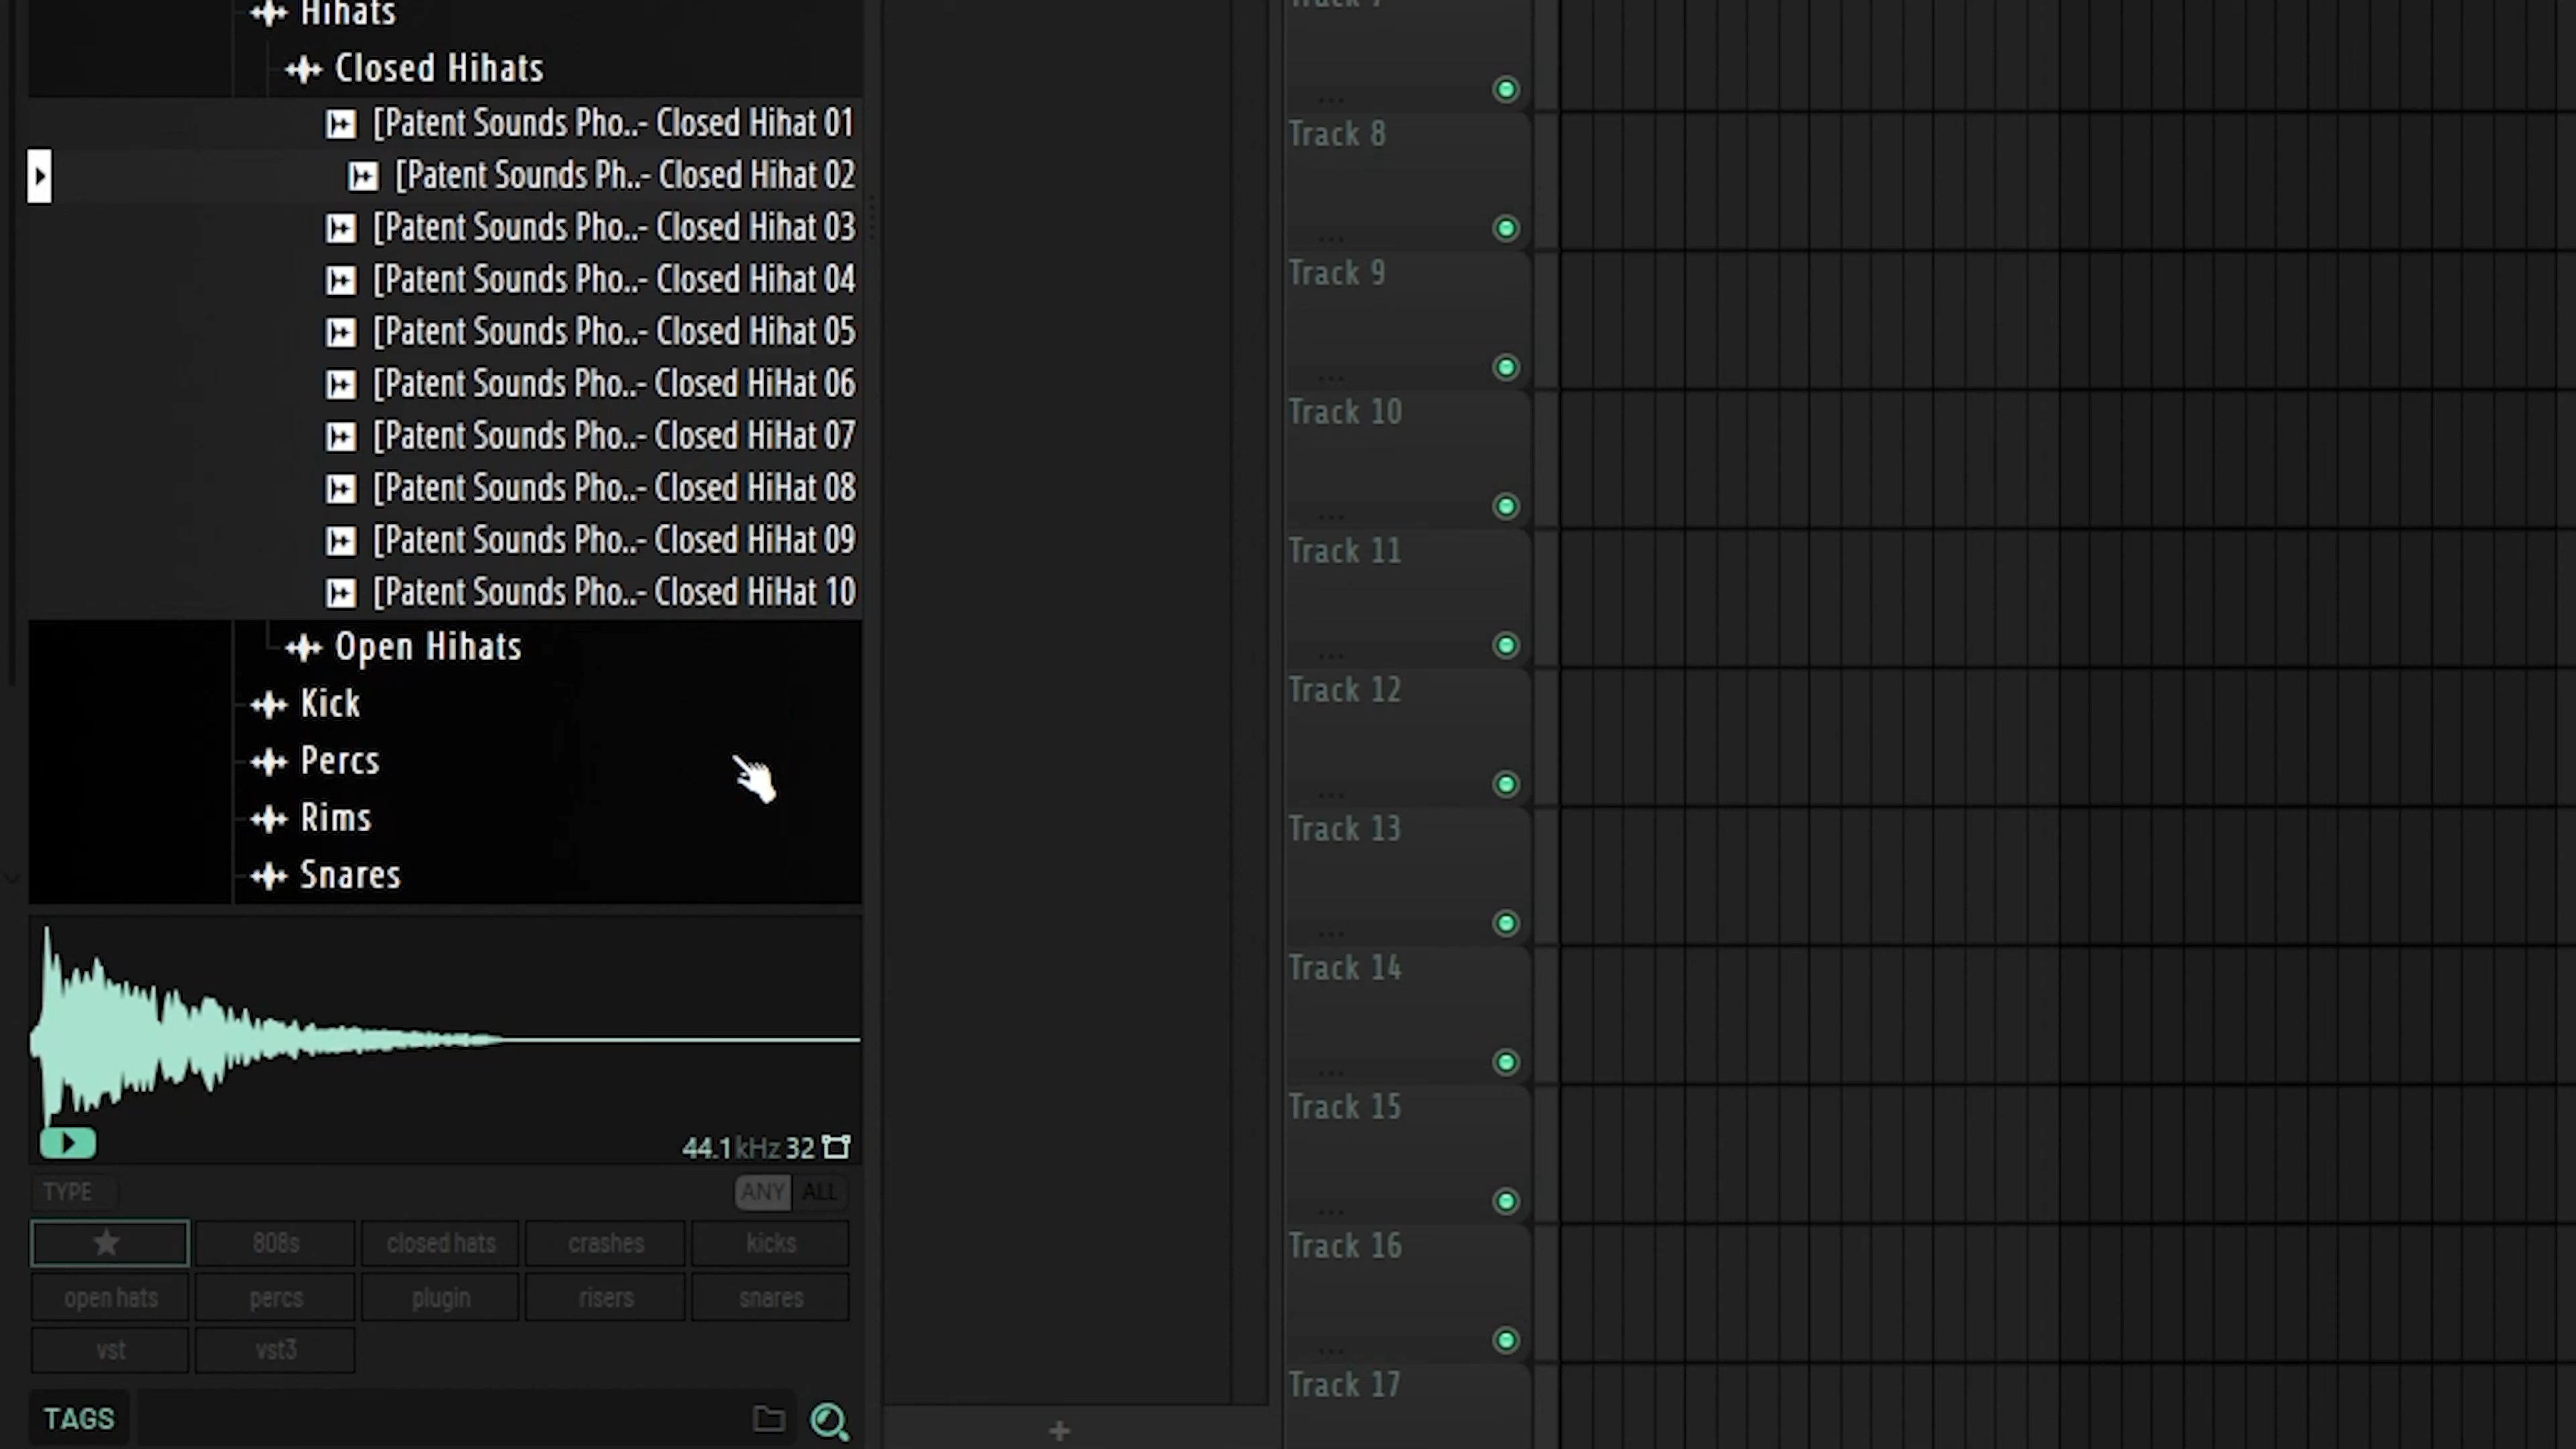 Hihats
Closed Hihats
[Patent Sounds Pho..- Closed Hihat 01
[Patent Sounds Ph..- Closed Hihat 02
[Patent Sounds Pho..- Closed Hihat 03
[Patent Sounds Pho..- Closed Hihat 04
[Patent Sounds Pho..- Closed Hihat 05
[Patent Sounds Pho..- Closed HiHat 06
[Patent Sounds Pho..- Closed HiHat 07
[Patent Sounds Pho..- Closed HiHat 08
[Patent Sounds Pho..- Closed HiHat 09
[Patent Sounds Pho..- Closed HiHat 10
Open Hihats
Kick
Percs
Rims
Snares
44.1kHz 32
TYPE
ANY ALL
808s closed hats crashes kicks
open hats percs plugin risers snares
vst vst3
TAGS
Track 7
Track 8
Track 9
Track 10
Track 11
Track 12
Track 13
Track 14
Track 15
Track 16
Track 17